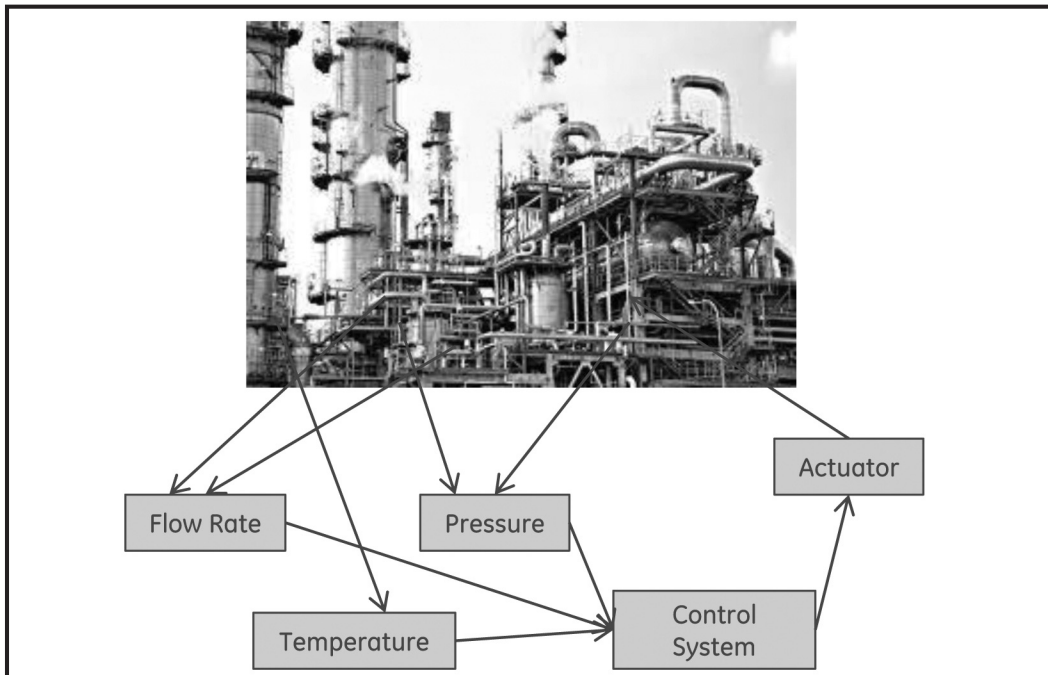 Actuator
Flow Rate
Pressure
Temperature
Control
System